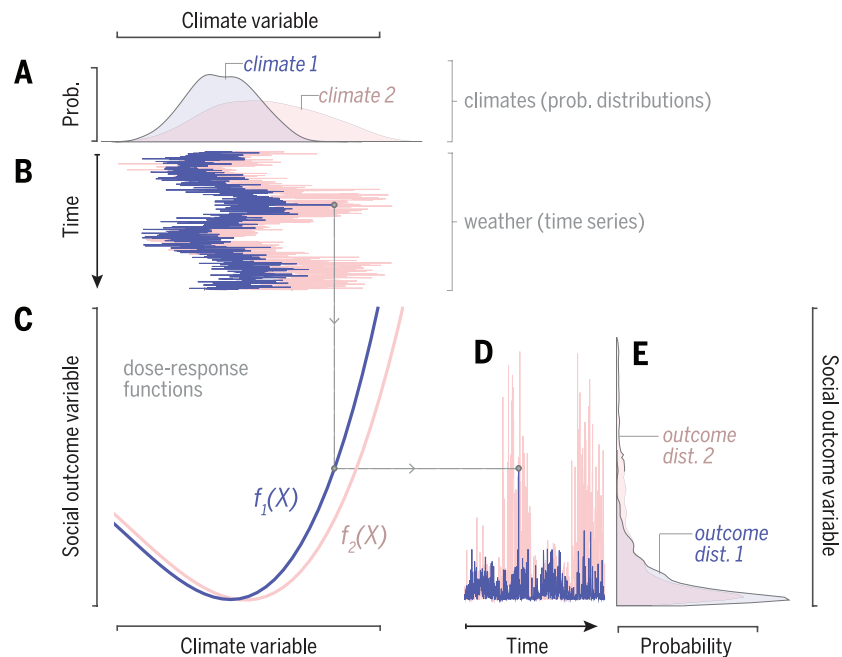 Climate variable
A
Prob.
climate 1
climate 2
climates (prob. distributions)
B
Time
weather (time series)
C
Social outcome variable
dose-response
functions
f1(X)
f2(X)
Climate variable
D
Time
E
outcome
dist. 2
outcome
dist. 1
Probability
Social outcome variable